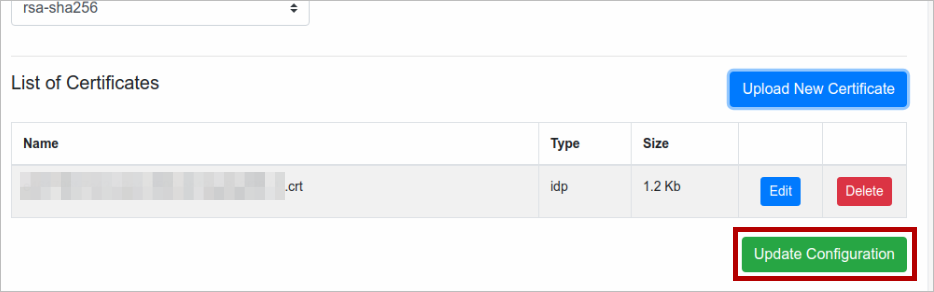 rsa-sha256
List of Certificates
Upload New Certificate
Name Type Size
.crt idp 1.2 Kb Edit Delete
Update Configuration